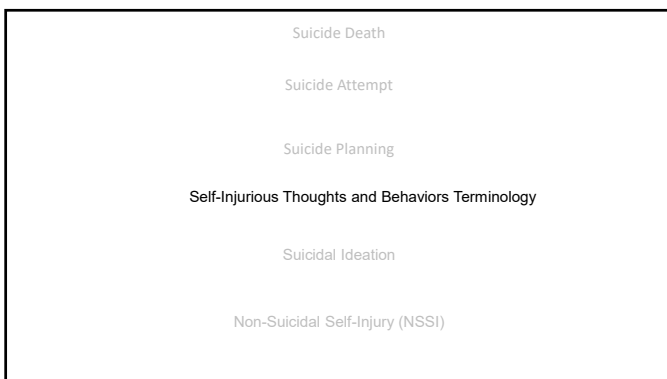 Suicide Death
Suicide Attempt
Suicide Planning
Self-Injurious Thoughts and Behaviors Terminology
Suicidal Ideation
Non-Suicidal Self-Injury (NSSI)